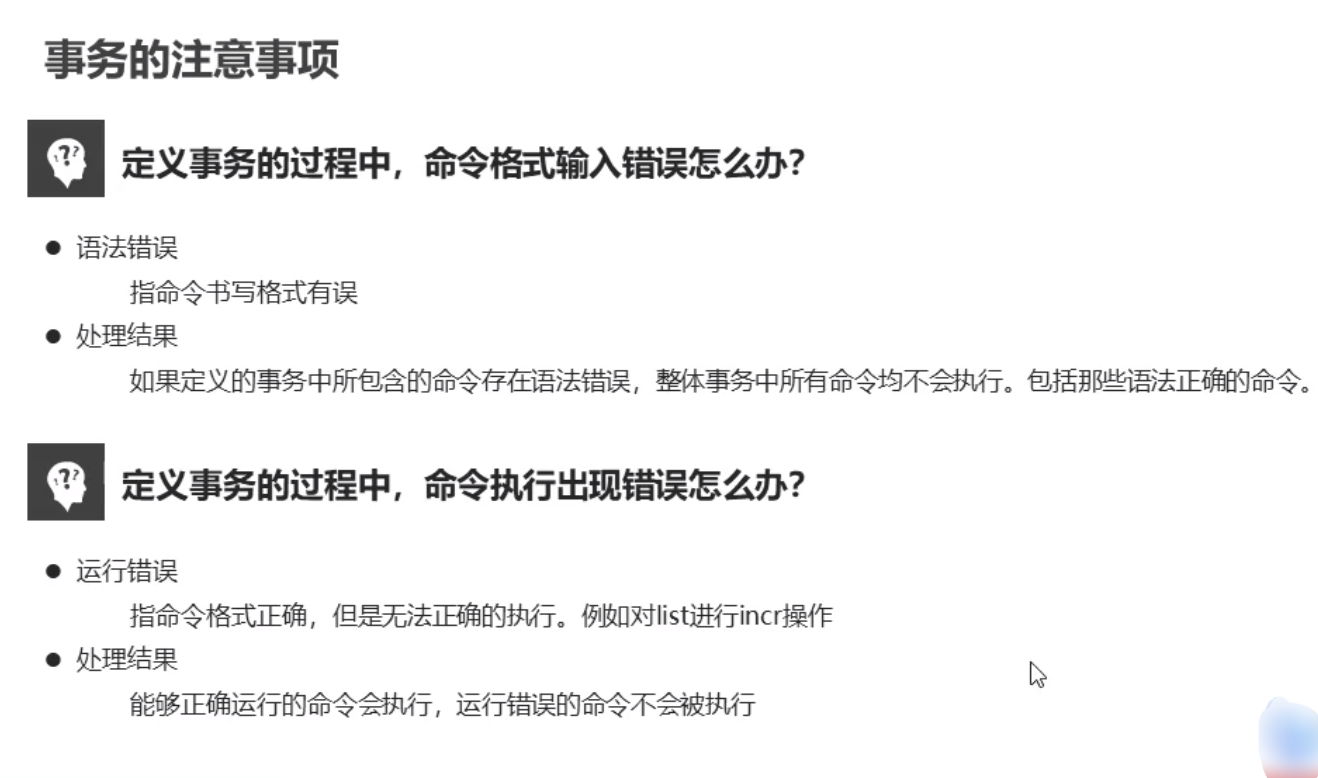 事务的注意事项
定义事务的过程中，命令格式输入错误怎么办？
● 语法错误
指命令书写格式有误
● 处理结果
如果定义的事务中所包含的命令存在语法错误，整体事务中所有命令均不会执行。包括那些语法正确的命令。
定义事务的过程中，命令执行出现错误怎么办？
● 运行错误
指命令格式正确，但是无法正确的执行。例如对list进行incr操作
● 处理结果
能够正确运行的命令会执行，运行错误的命令不会被执行